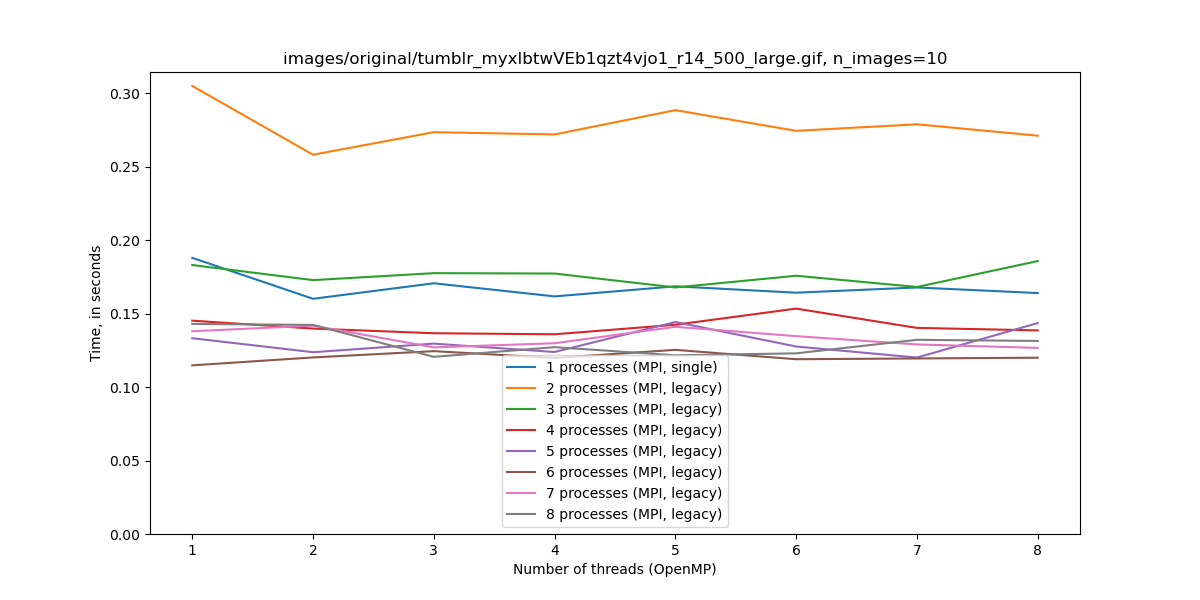 images/original/tumblr_myxlbtwVEb1qzt4vjo1_r14_500_large.gif, n_images=10
0.30
0.25
0.20
0.15
0.10
0.05
0.00
Time, in seconds
1 processes (MPI, single)
2 processes (MPI, legacy)
3 processes (MPI, legacy)
4 processes (MPI, legacy)
5 processes (MPI, legacy)
6 processes (MPI, legacy)
7 processes (MPI, legacy)
8 processes (MPI, legacy)
1 2 3 4 5 6 7 8
Number of threads (OpenMP)